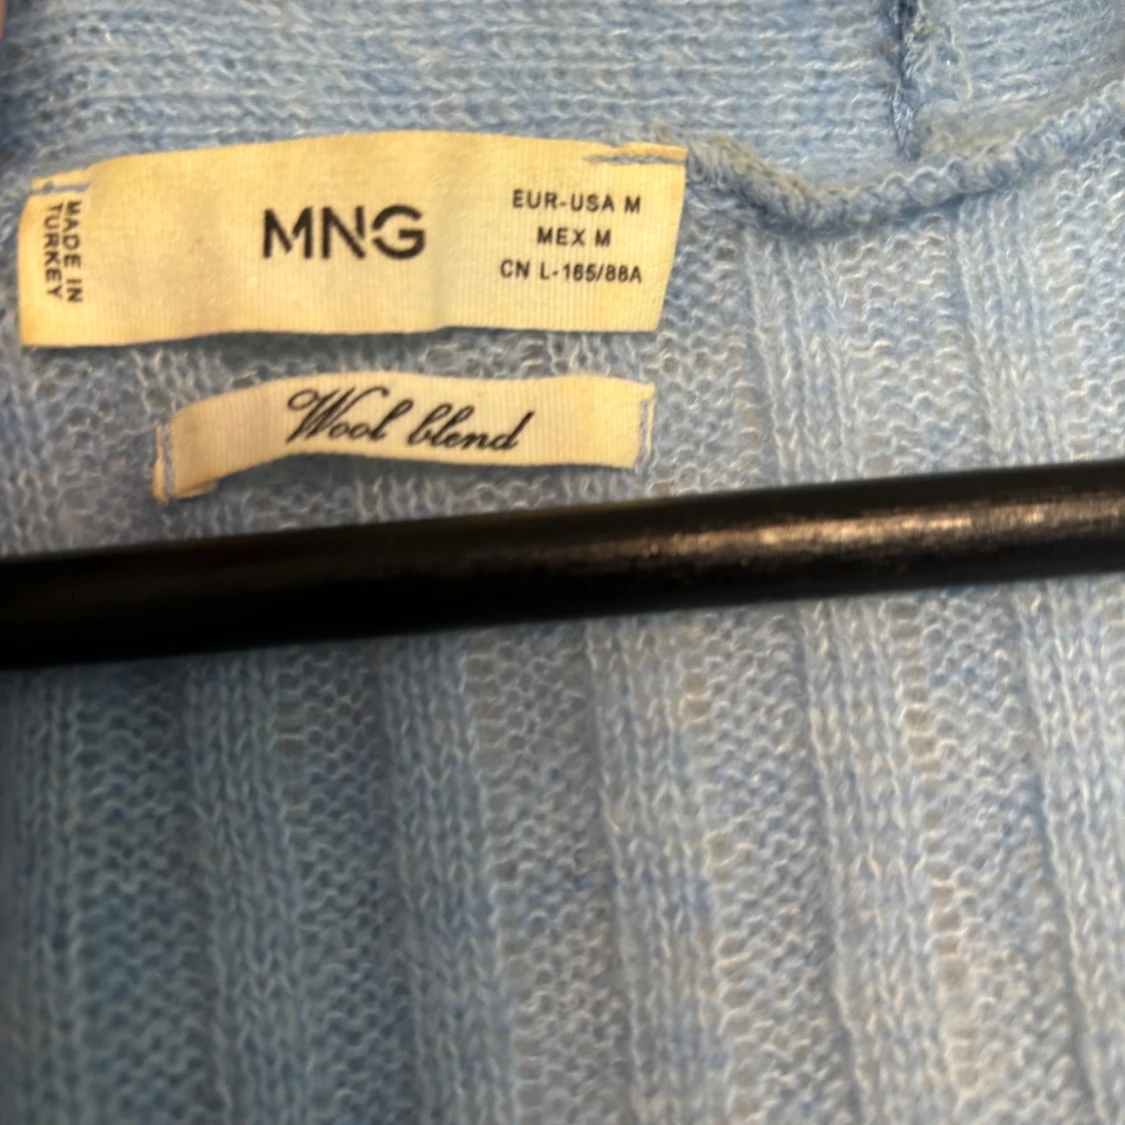 MADE IN
TURKEY
MNG
EUR-USA M
MEX M
CN L-165/88A
Wool blend